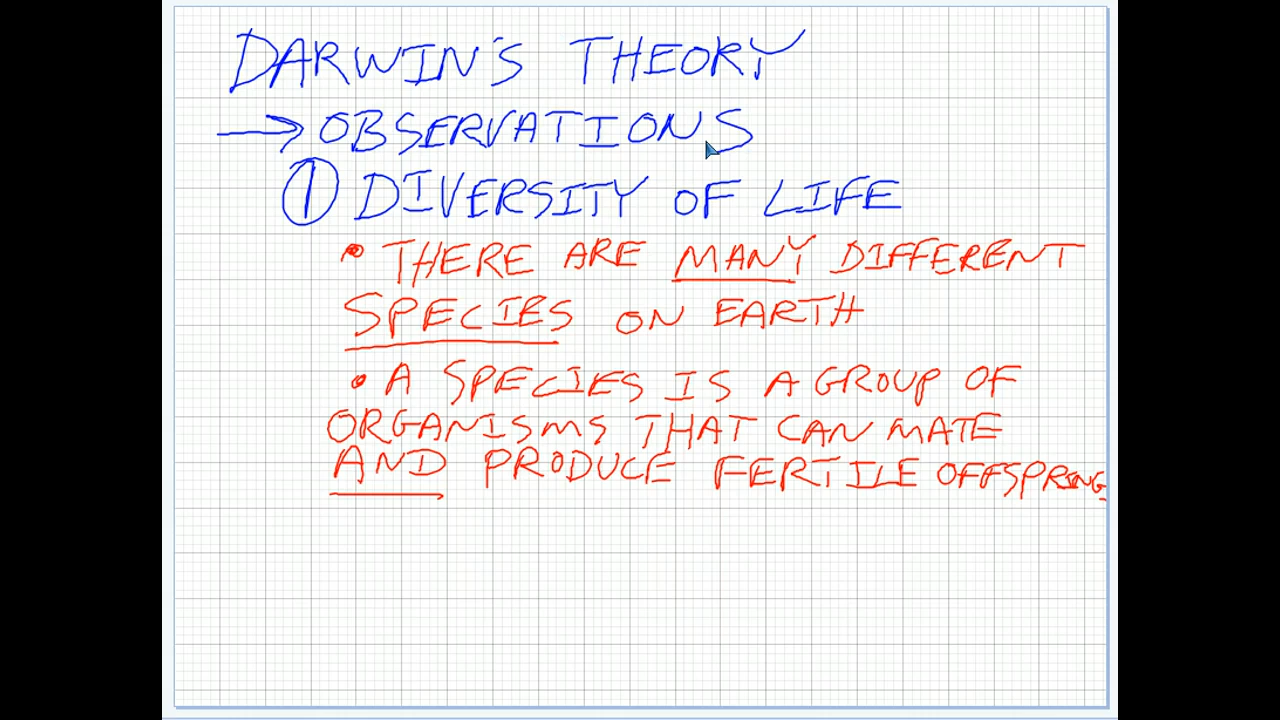 DARWIN'S THEORY
→ OBSERVATIONS
① DIVERSITY OF LIFE
• THERE ARE MANY DIFFERENT
SPECIES ON EARTH
• A SPECIES IS A GROUP OF
ORGANISMS THAT CAN MATE
AND PRODUCE FERTILE OFFSPRING